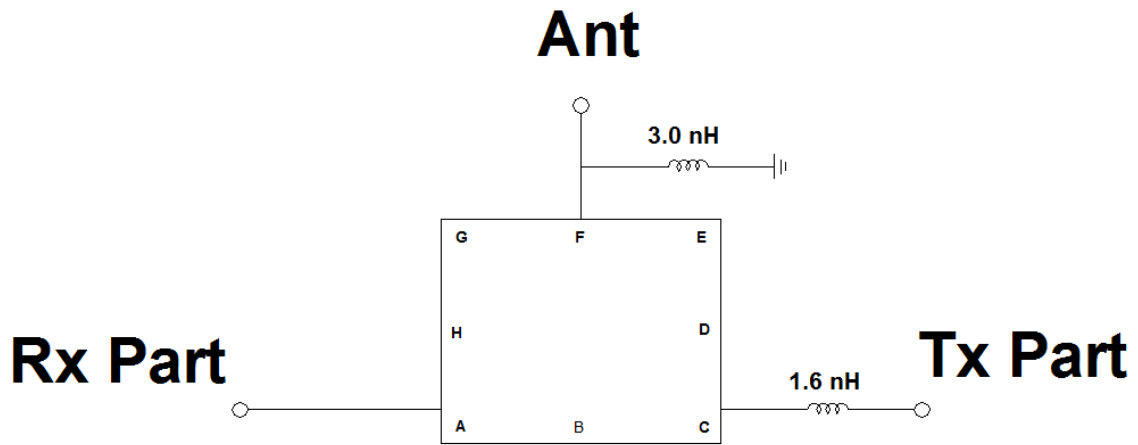 Ant
3.0 nH
G F E
H D
Rx Part
Tx Part
1.6 nH
A B C